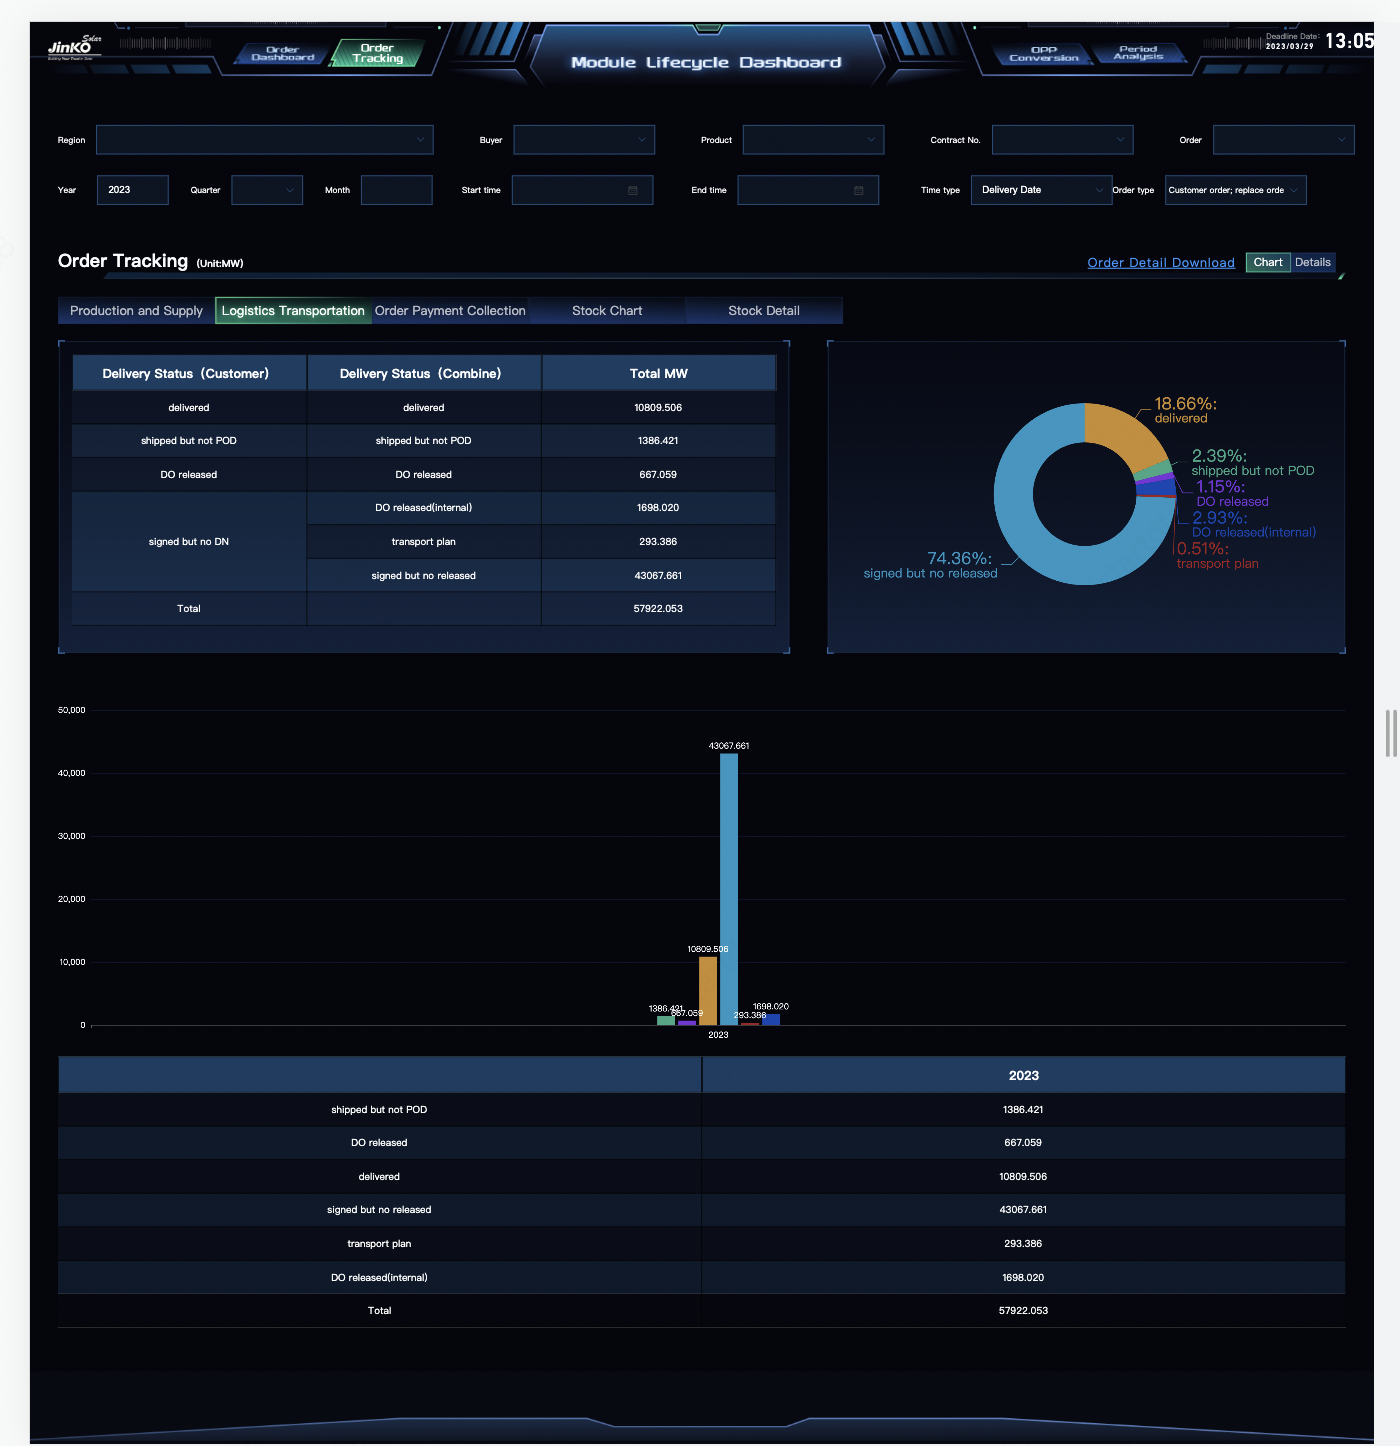 JinKO Solar
Building Your Trust in Solar
Order Dashboard
Order Tracking
Module Lifecycle Dashboard
OPP Conversion
Period Analysis
Deadline Date:
2023/03/29
13:05
Region
Buyer
Product
Contract No.
Order
Year 2023
Quarter
Month
Start time
End time
Time type Delivery Date
Order type Customer order; replace orde
Order Tracking (Unit:MW)
Order Detail Download
Chart
Details
Production and Supply
Logistics Transportation
Order Payment Collection
Stock Chart
Stock Detail
Delivery Status（Customer) Delivery Status（Combine) Total MW
delivered delivered 10809.506
shipped but not POD shipped but not POD 1386.421
DO released DO released 667.059
signed but no DN DO released(internal) 1698.020
transport plan 293.386
signed but no released 43067.661
Total 57922.053
18.66%:
delivered
2.39%:
shipped but not POD
1.15%:
DO released
2.93%:
DO released(internal)
0.51%:
transport plan
74.36%:
signed but no released
50,000
40,000
30,000
20,000
10,000
0
1386.421
667.059
10809.506
43067.661
293.386
1698.020
2023
2023
shipped but not POD 1386.421
DO released 667.059
delivered 10809.506
signed but no released 43067.661
transport plan 293.386
DO released(internal) 1698.020
Total 57922.053